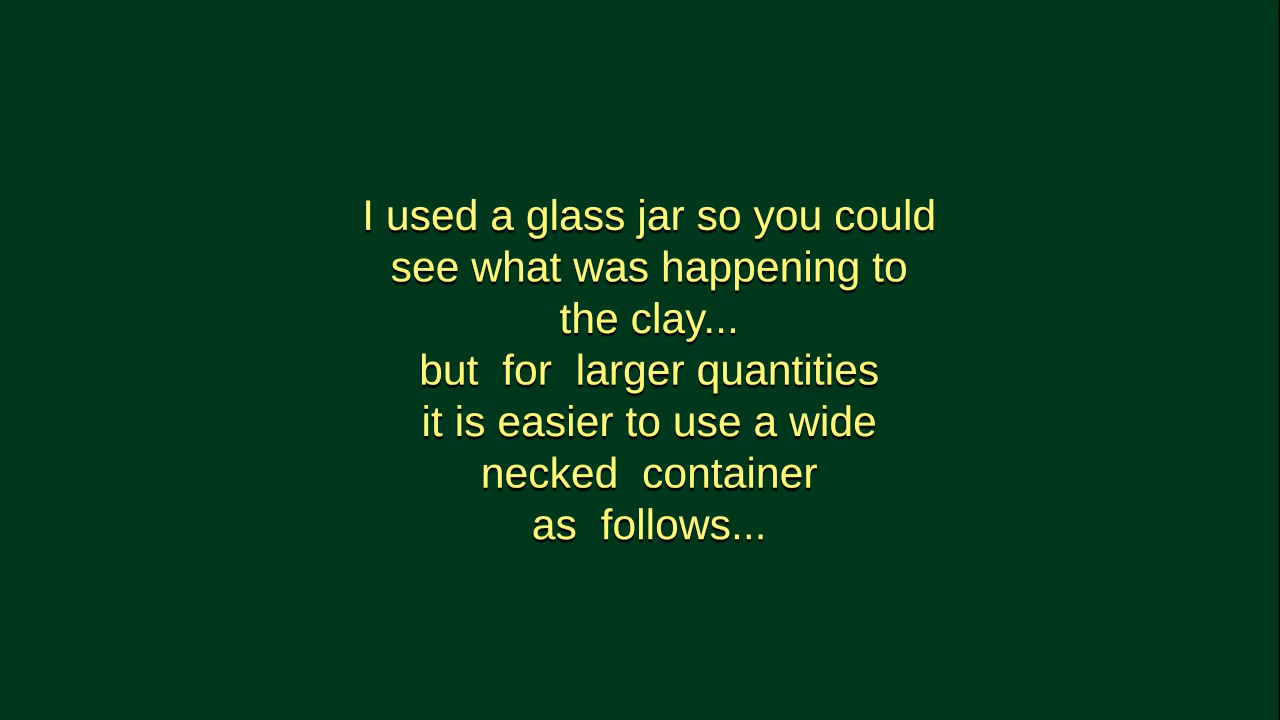 I used a glass jar so you could
see what was happening to
the clay...
but  for  larger quantities
it is easier to use a wide
necked  container
as  follows...